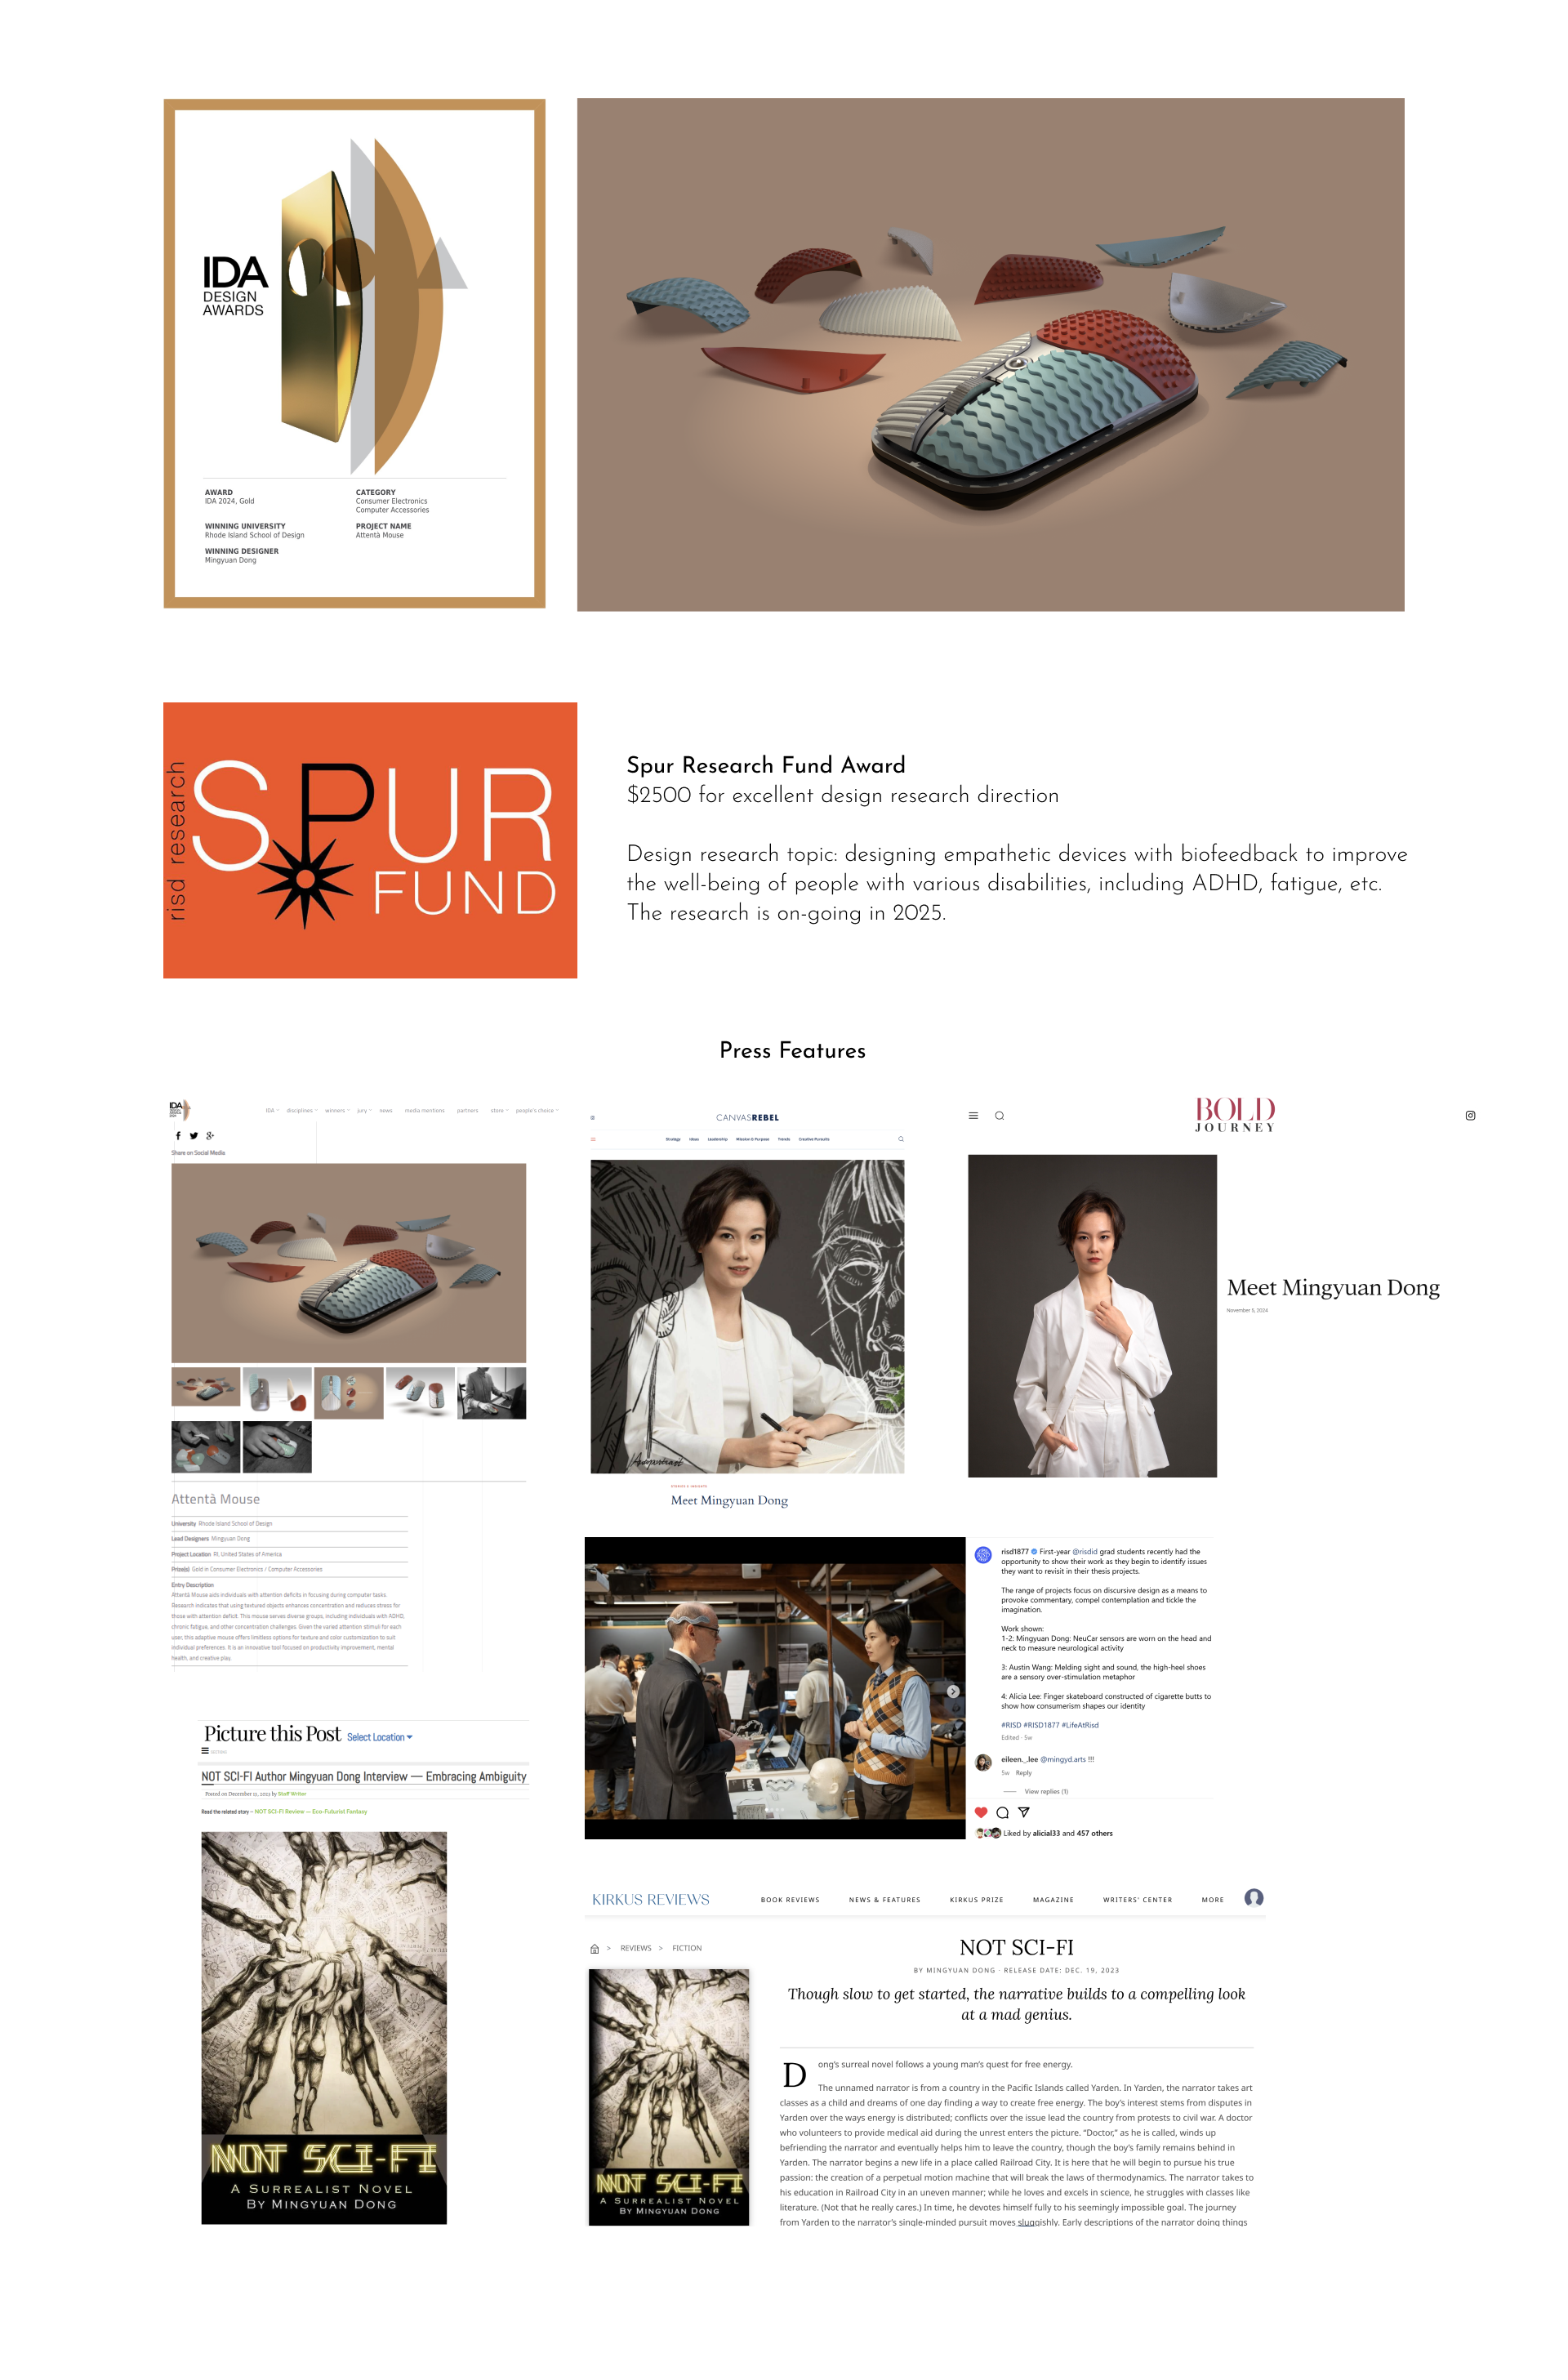 IDA
DESIGN
AWARDS
AWARD
IDA 2024, Gold
CATEGORY
Consumer Electronics
Computer Accessories
WINNING UNIVERSITY
Rhode Island School of Design
PROJECT NAME
Attentà Mouse
WINNING DESIGNER
Mingyuan Dong
risd research
SPUR
FUND
Spur Research Fund Award
$2500 for excellent design research direction
Design research topic: designing empathetic devices with biofeedback to improve
the well-being of people with various disabilities, including ADHD, fatigue, etc.
The research is on-going in 2025.
Press Features
IDA disciplines winners jury news media mentions partners store people's choice
Share on Social Media
Attentà Mouse
University Rhode Island School of Design
Lead Designers Mingyuan Dong
Project Location RI, United States of America
Prize(s) Gold in Consumer Electronics / Computer Accessories
Entry Description
Attentà Mouse aids individuals with attention deficits in focusing during computer tasks.
Research indicates that using textured objects enhances concentration and reduces stress for
those with attention deficit. This mouse serves diverse groups, including individuals with ADHD,
chronic fatigue, and other concentration challenges. Given the varied attention stimuli for each
user, this adaptive mouse offers limitless options for texture and color customization to suit
individual preferences. It is an innovative tool focused on productivity improvement, mental
health, and creative play.
CANVASREBEL
Strategy Ideas Leadership Mission & Purpose Trends Creative Pursuits
STORIES & INSIGHTS
Meet Mingyuan Dong
BOLD
JOURNEY
Meet Mingyuan Dong
November 5, 2024
risd1877 First-year @risdid grad students recently had the
opportunity to show their work as they begin to identify issues
they want to revisit in their thesis projects.
The range of projects focus on discursive design as a means to
provoke commentary, compel contemplation and tickle the
imagination.
Work shown:
1-2: Mingyuan Dong: NeuCar sensors are worn on the head and
neck to measure neurological activity
3: Austin Wang: Melding sight and sound, the high-heel shoes
are a sensory over-stimulation metaphor
4: Alicia Lee: Finger skateboard constructed of cigarette butts to
show how consumerism shapes our identity
#RISD #RISD1877 #LifeAtRisd
Edited · 5w
eileen._.lee @mingyd.arts !!!
5w Reply
View replies (1)
Liked by alicial33 and 457 others
Picture this Post Select Location
NOT SCI-FI Author Mingyuan Dong Interview — Embracing Ambiguity
Posted on December 12, 2023 by Staff Writer
Read the related story – NOT SCI-FI Review — Eco-Futurist Fantasy
NOT SCI-FI
A SURREALIST NOVEL
BY MINGYUAN DONG
KIRKUS REVIEWS
BOOK REVIEWS NEWS & FEATURES KIRKUS PRIZE MAGAZINE WRITERS' CENTER MORE
> REVIEWS > FICTION
NOT SCI-FI
A SURREALIST NOVEL
BY MINGYUAN DONG
NOT SCI-FI
BY MINGYUAN DONG · RELEASE DATE: DEC. 19, 2023
Though slow to get started, the narrative builds to a compelling look
at a mad genius.
Dong's surreal novel follows a young man's quest for free energy.
The unnamed narrator is from a country in the Pacific Islands called Yarden. In Yarden, the narrator takes art
classes as a child and dreams of one day finding a way to create free energy. The boy's interest stems from disputes in
Yarden over the ways energy is distributed; conflicts over the issue lead the country from protests to civil war. A doctor
who volunteers to provide medical aid during the unrest enters the picture. “Doctor,” as he is called, winds up
befriending the narrator and eventually helps him to leave the country, though the boy's family remains behind in
Yarden. The narrator begins a new life in a place called Railroad City. It is here that he will begin to pursue his true
passion: the creation of a perpetual motion machine that will break the laws of thermodynamics. The narrator takes to
his education in Railroad City in an uneven manner; while he loves and excels in science, he struggles with classes like
literature. (Not that he really cares.) In time, he devotes himself fully to his seemingly impossible goal. The journey
from Yarden to the narrator's single-minded pursuit moves sluggishly. Early descriptions of the narrator doing things